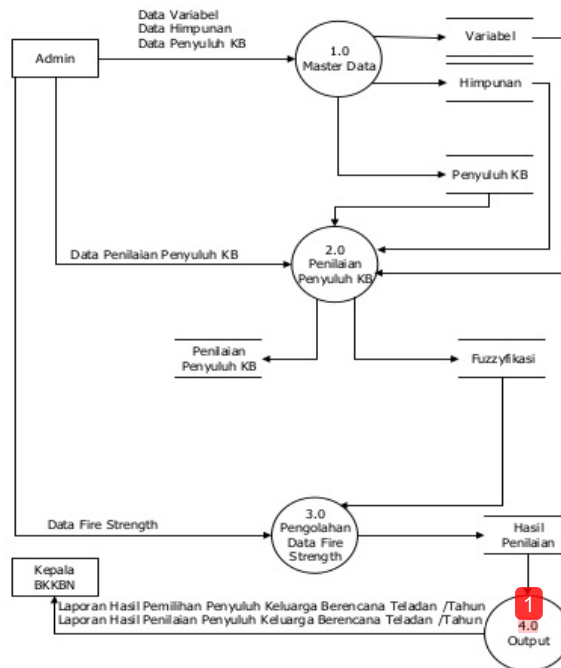 Data Variabel
Data Himpunan
Data Penyuluh KB
Admin
1.0
Master Data
Variabel
Himpunan
Penyuluh KB
Data Penilaian Penyuluh KB
2.0
Penilaian
Penyuluh KB
Penilaian
Penyuluh KB
Fuzzyfikasi
Data Fire Strength
3.0
Pengolahan
Data Fire
Strength
Hasil
Penilaian
Kepala
BKKBN
Laporan Hasil Pemilihan Penyuluh Keluarga Berencana Teladan /Tahun
Laporan Hasil Penilaian Penyuluh Keluarga Berencana Teladan /Tahun
1
4.0
Output